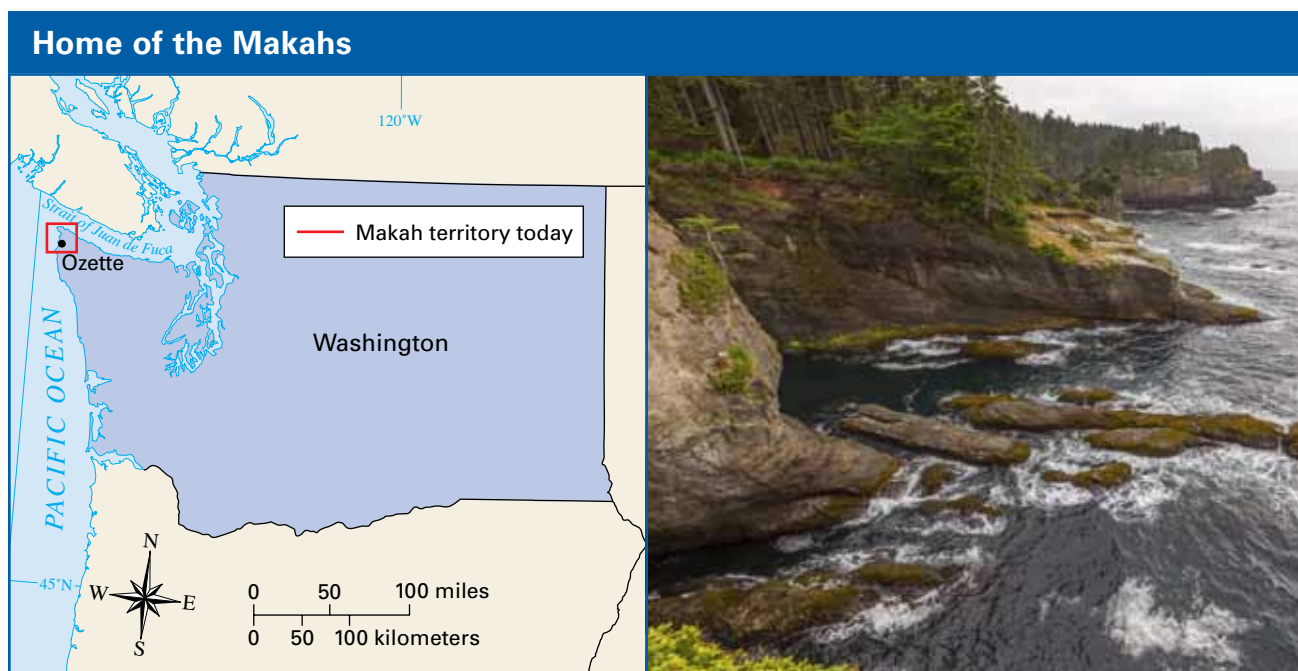 Home of the Makahs
120°W
Strait of Juan de Fuca
Makah territory today
Ozette
Washington
PACIFIC OCEAN
N
W
E
S
45°N
0 50 100 miles
0 50 100 kilometers